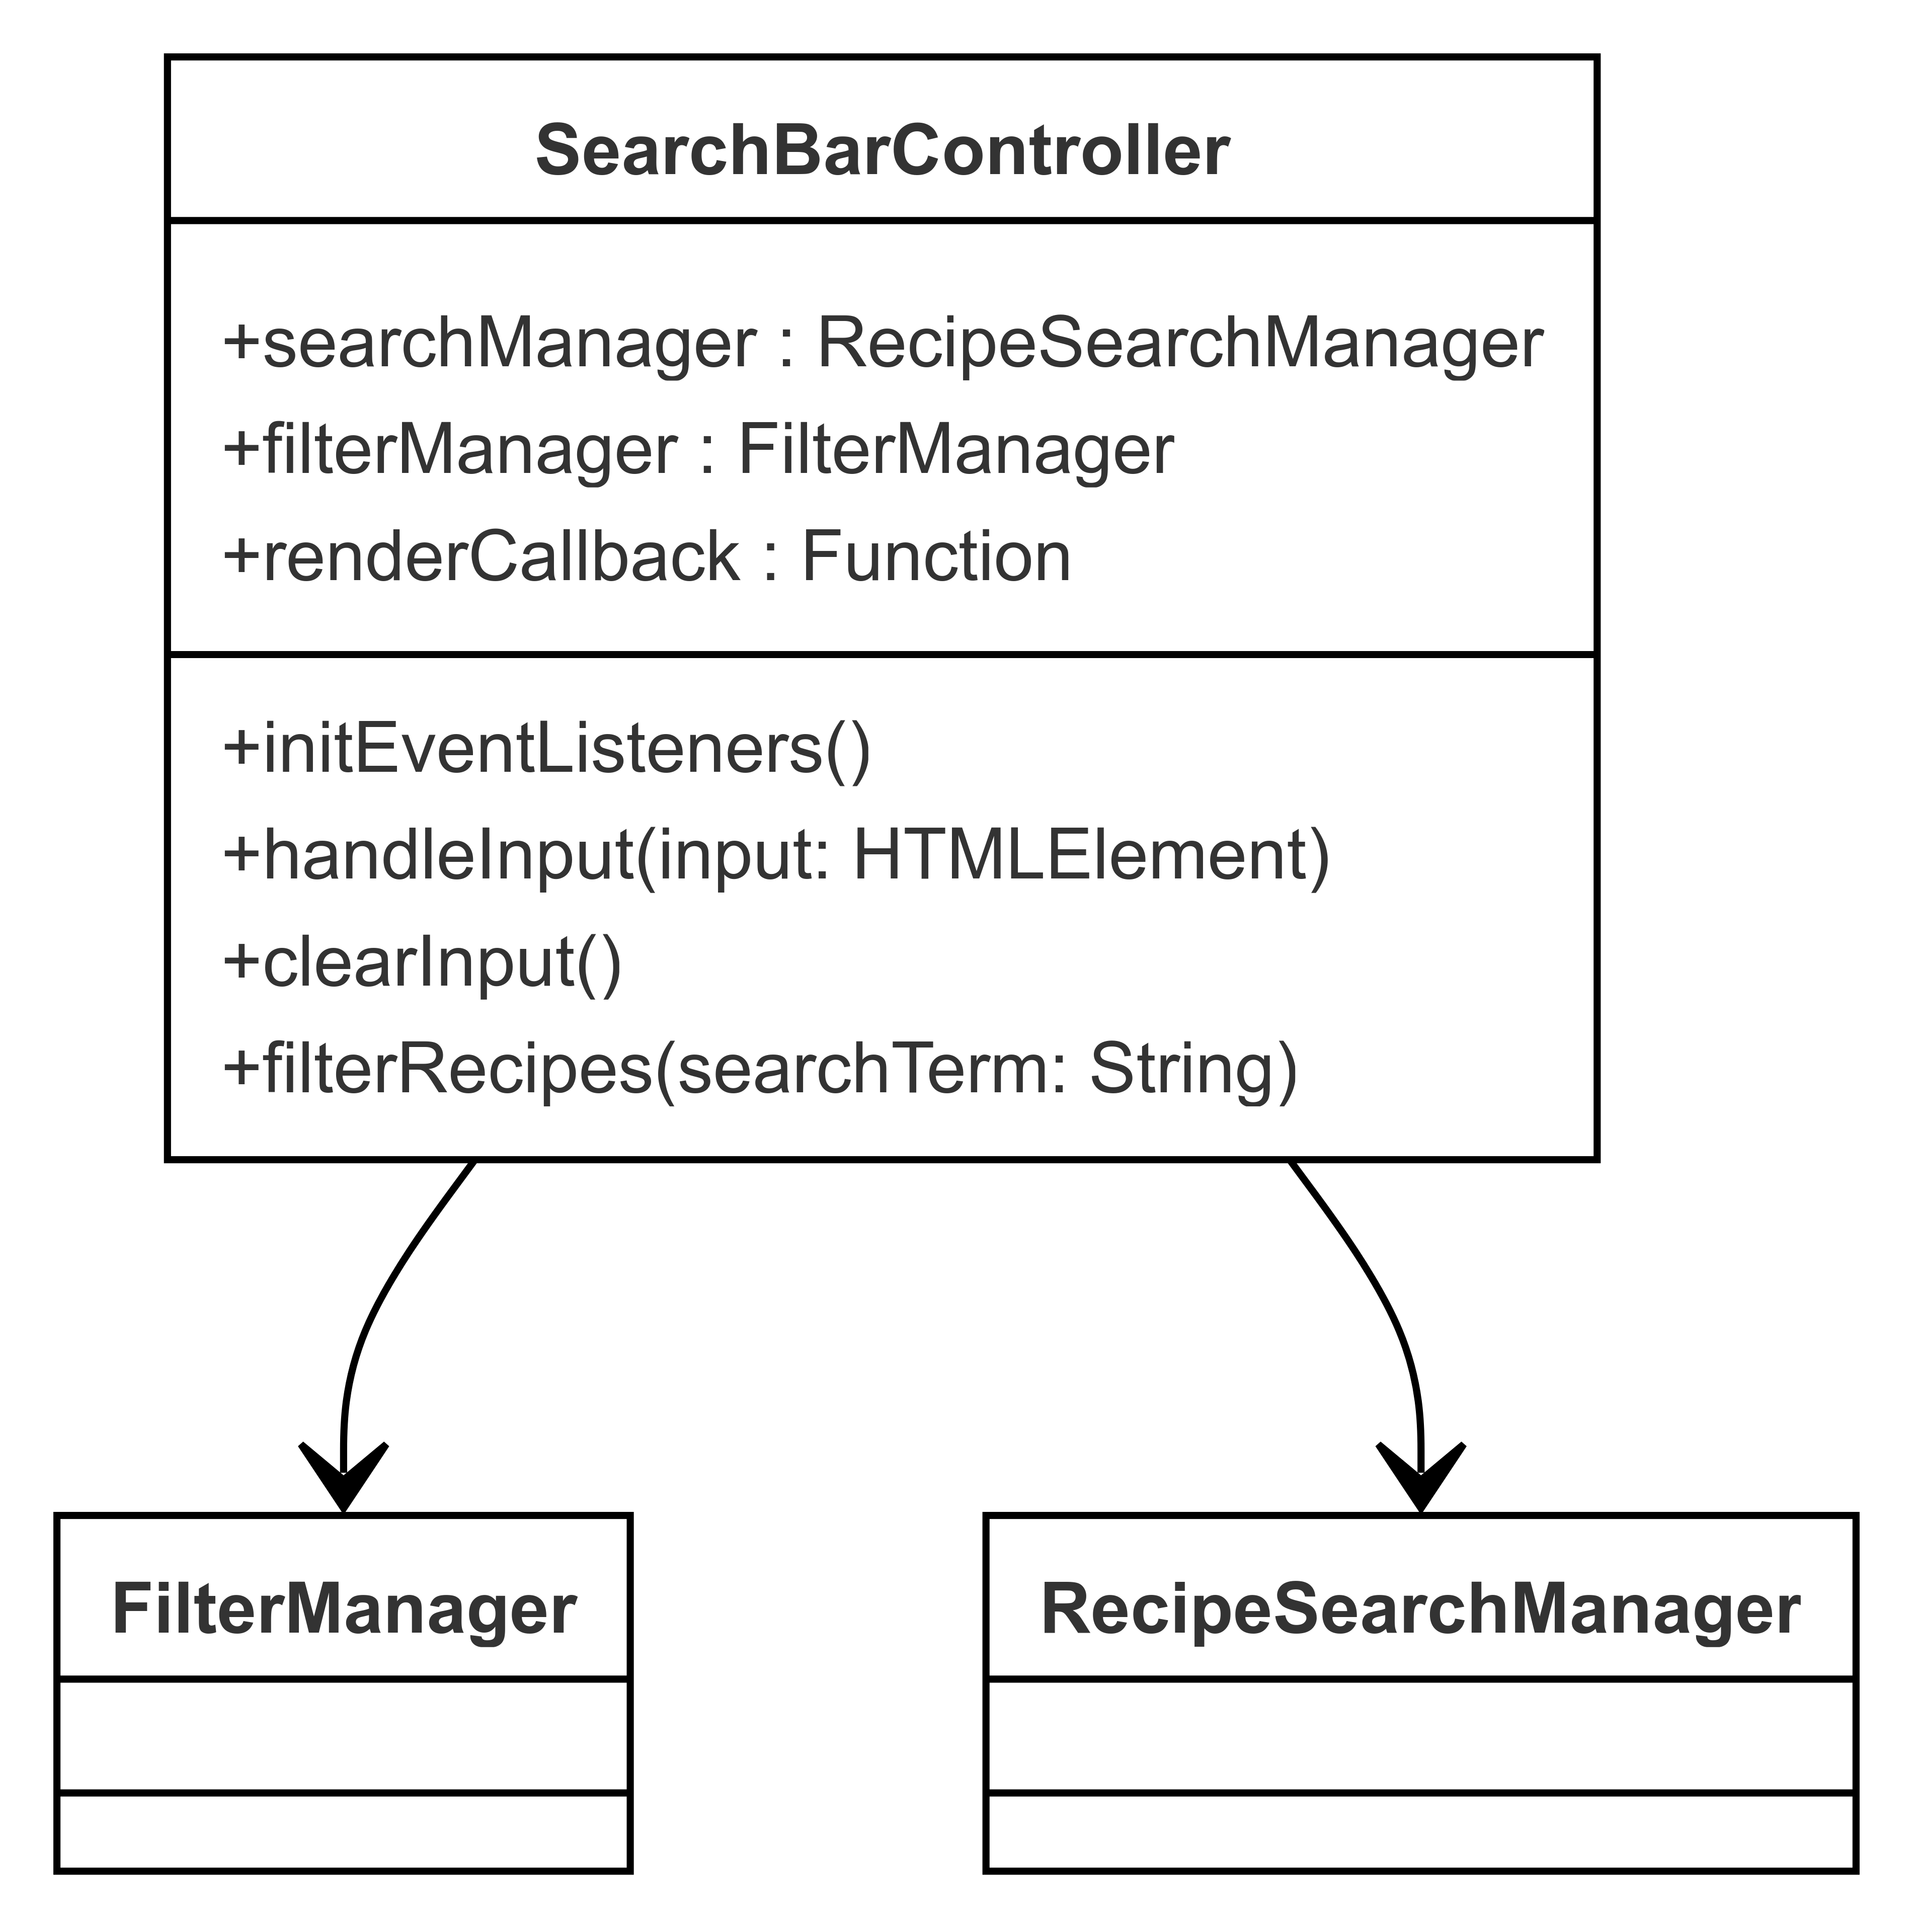 SearchBarController
+searchManager : RecipeSearchManager
+filterManager : FilterManager
+renderCallback : Function
+initEventListeners()
+handleInput(input: HTMLElement)
+clearInput()
+filterRecipes(searchTerm: String)
FilterManager
RecipeSearchManager